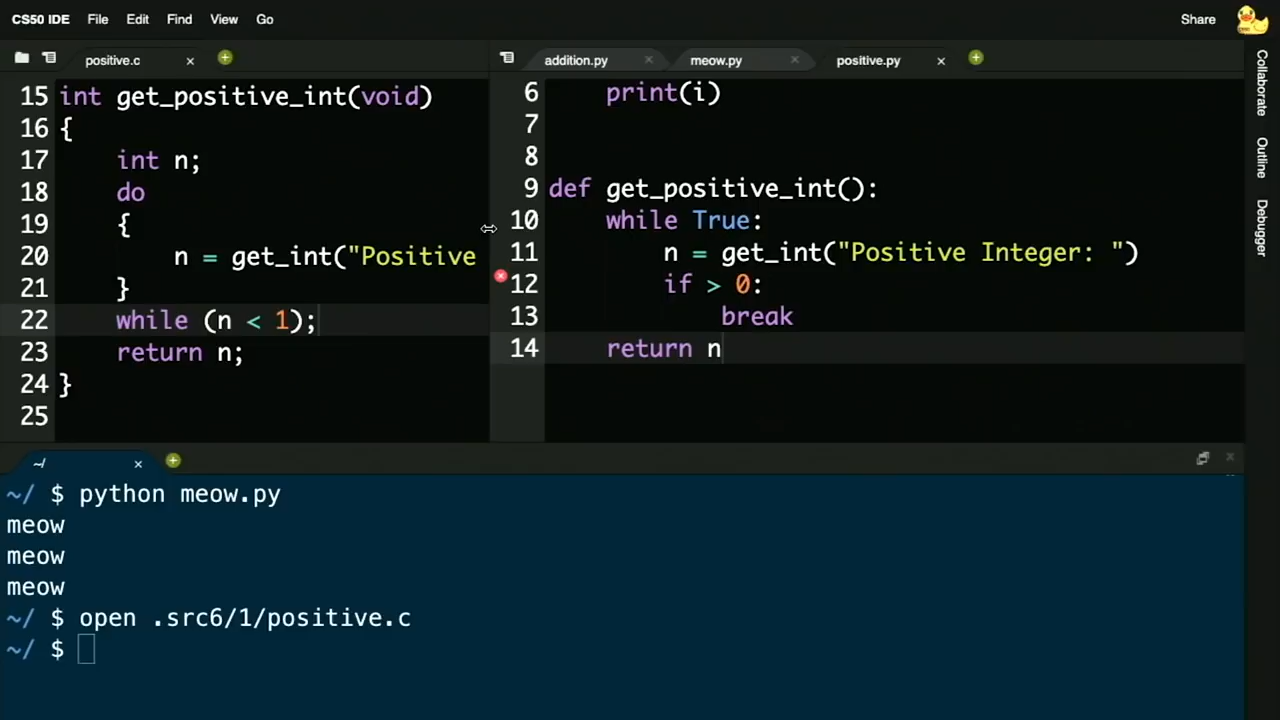 CS50 IDE File Edit Find View Go Share
positive.c
15 int get_positive_int(void)
16 {
17 int n;
18 do
19 {
20 n = get_int("Positive
21 }
22 while (n < 1);
23 return n;
24 }
25
addition.py meow.py positive.py
6 print(i)
7
8
9 def get_positive_int():
10 while True:
11 n = get_int("Positive Integer: ")
12 if > 0:
13 break
14 return n
Collaborate
Outline
Debugger
~/
~/ $ python meow.py
meow
meow
meow
~/ $ open .src6/1/positive.c
~/ $